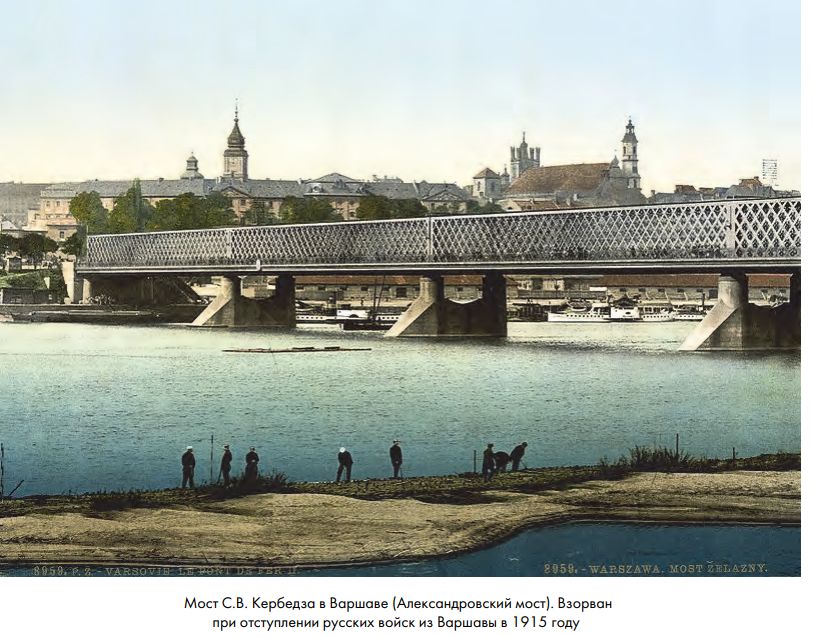 8959. P. Z. - VARSOVIE. LE PONT DE FER II.
8959. - WARSZAWA. MOST ŻELAZNY.
Мост С.В. Кербедза в Варшаве (Александровский мост). Взорван
при отступлении русских войск из Варшавы в 1915 году